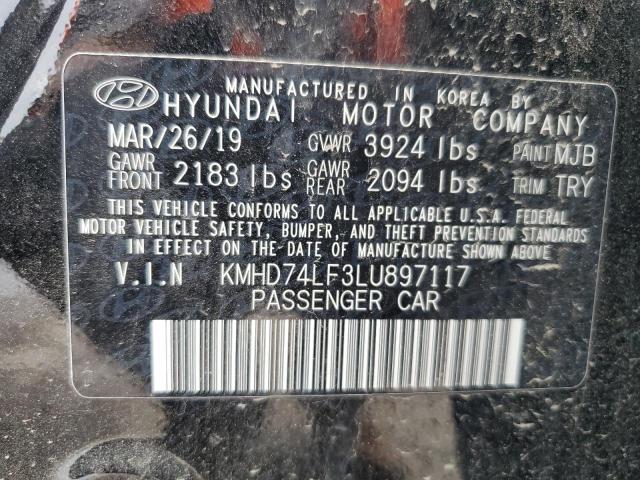 MANUFACTURED IN KOREA BY
HYUNDAI MOTOR COMPANY
MAR/26/19 GVWR 3924 lbs PAINT MJB
GAWR FRONT 2183 lbs GAWR REAR 2094 lbs TRIM TRY
THIS VEHICLE CONFORMS TO ALL APPLICABLE U.S.A. FEDERAL
MOTOR VEHICLE SAFETY, BUMPER, AND THEFT PREVENTION STANDARDS
IN EFFECT ON THE DATE OF MANUFACTURE SHOWN ABOVE
V.I.N KMHD74LF3LU897117
PASSENGER CAR